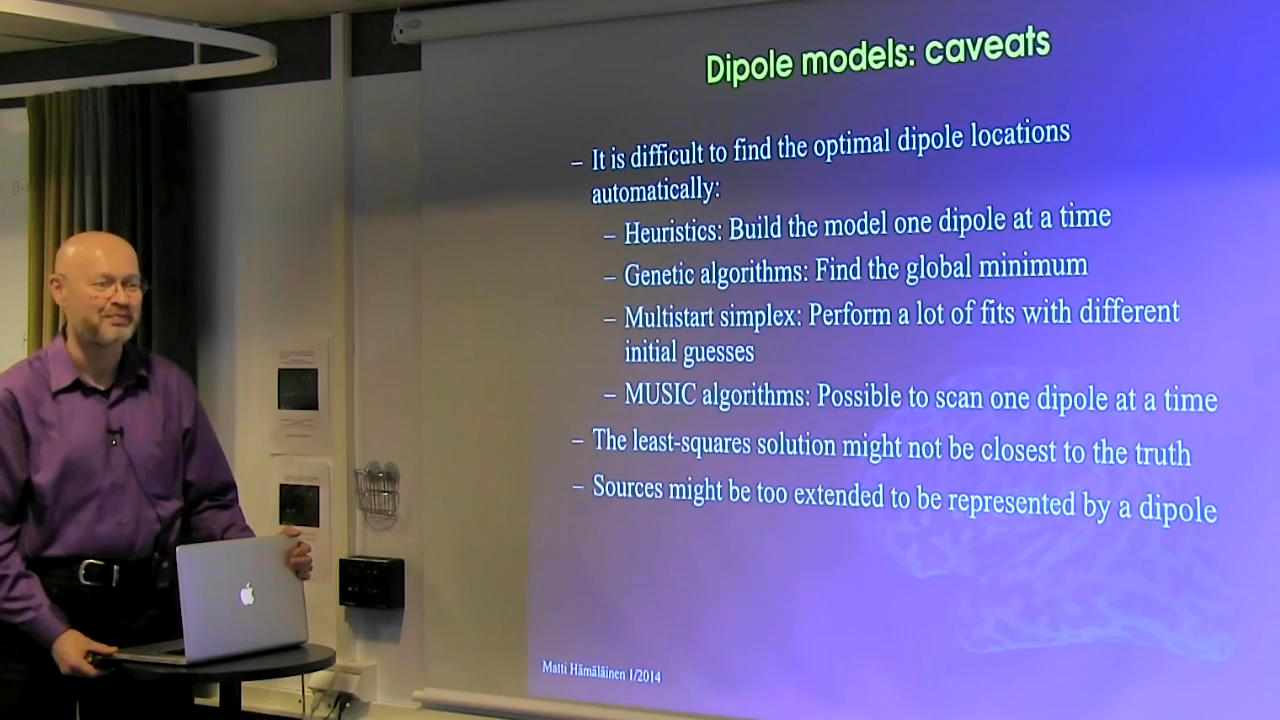 Dipole models: caveats
– It is difficult to find the optimal dipole locations
automatically:
– Heuristics: Build the model one dipole at a time
– Genetic algorithms: Find the global minimum
– Multistart simplex: Perform a lot of fits with different
initial guesses
– MUSIC algorithms: Possible to scan one dipole at a time
– The least-squares solution might not be closest to the truth
– Sources might be too extended to be represented by a dipole
Matti Hämäläinen 1/2014